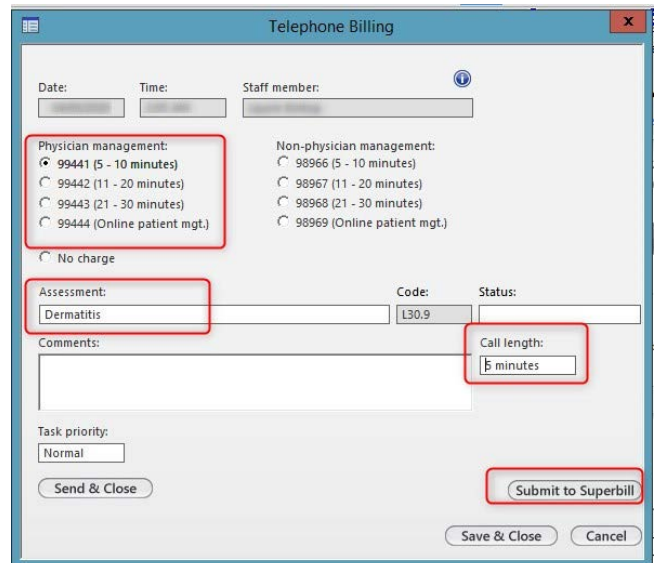 Telephone Billing
x
Date: Time: Staff member:
Physician management: Non-physician management:
99441 (5 - 10 minutes) 98966 (5 - 10 minutes)
99442 (11 - 20 minutes) 98967 (11 - 20 minutes)
99443 (21 - 30 minutes) 98968 (21 - 30 minutes)
99444 (Online patient mgt.) 98969 (Online patient mgt.)
No charge
Assessment: Code: Status:
Dermatitis L30.9
Comments: Call length:
5 minutes
Task priority:
Normal
Send & Close Submit to Superbill
Save & Close Cancel